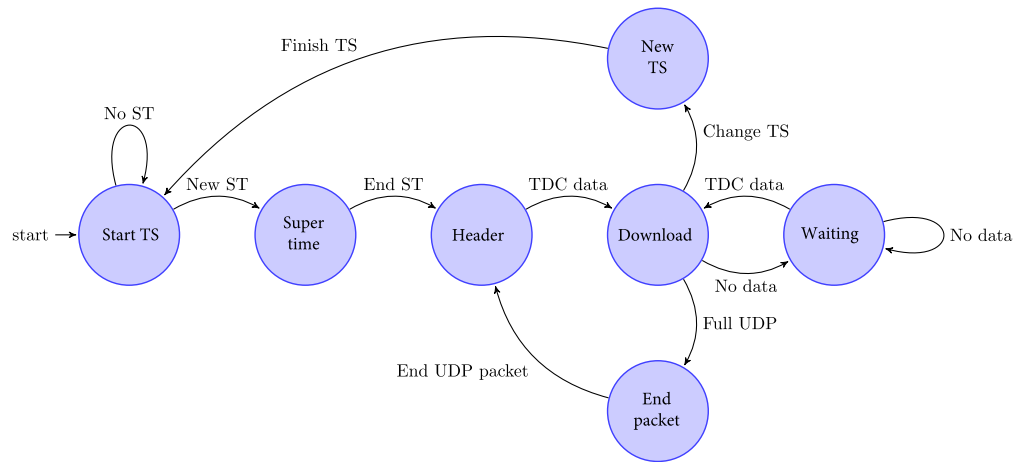 New
TS
Finish TS
No ST
Change TS
New ST
End ST
TDC data
TDC data
start
Start TS
Super
time
Header
Download
Waiting
No data
No data
Full UDP
End UDP packet
End
packet